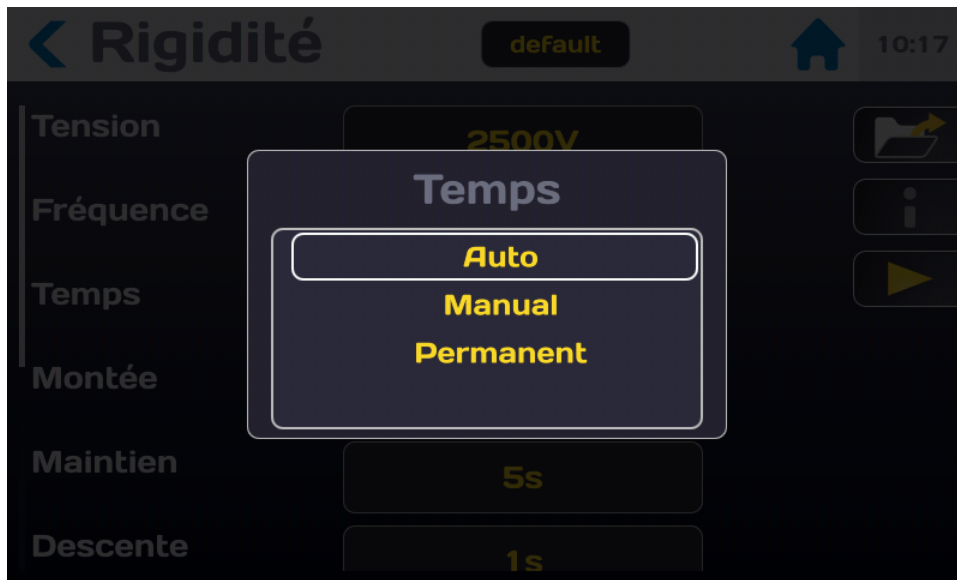 Rigidité
default
10:17
Tension
2500V
Fréquence
Temps
Montée
Maintien
5s
Descente
1s
Temps
Auto
Manual
Permanent